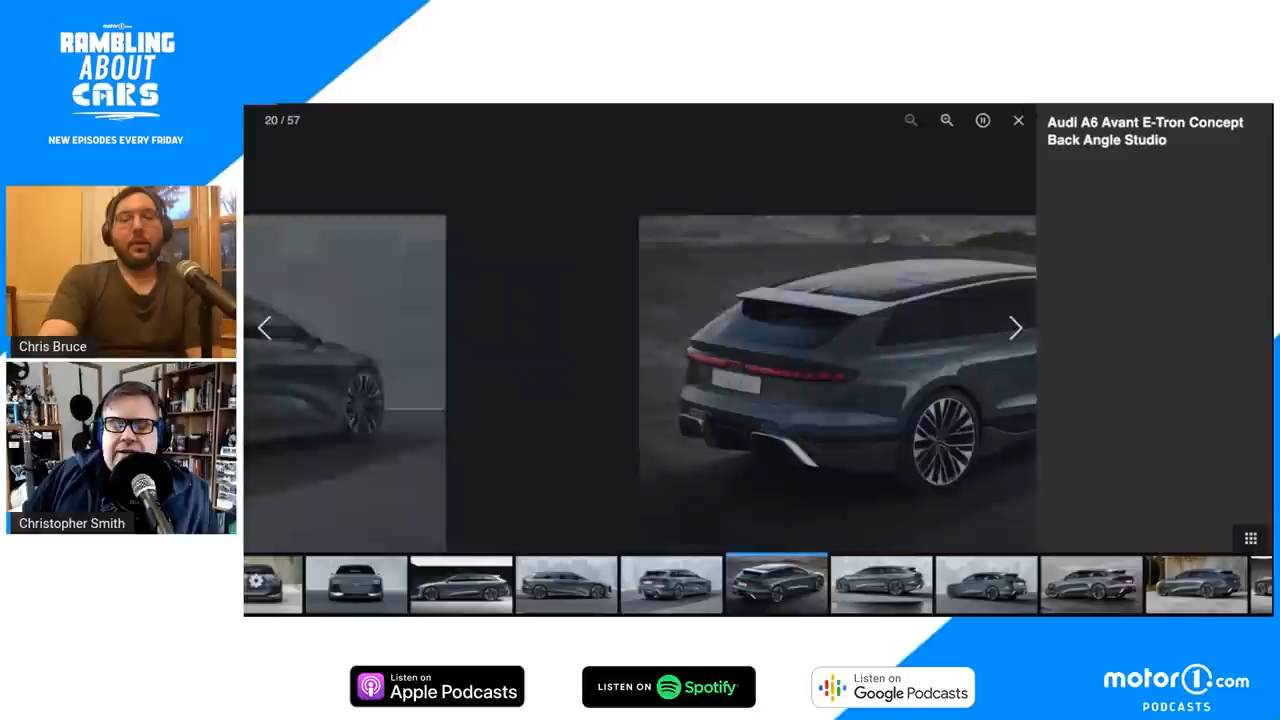 motor1.com
RAMBLING
ABOUT
CARS
NEW EPISODES EVERY FRIDAY
20 / 57
Audi A6 Avant E-Tron Concept
Back Angle Studio
Chris Bruce
Christopher Smith
Listen on
Apple Podcasts
LISTEN ON Spotify
Listen on
Google Podcasts
motor1.com
PODCASTS